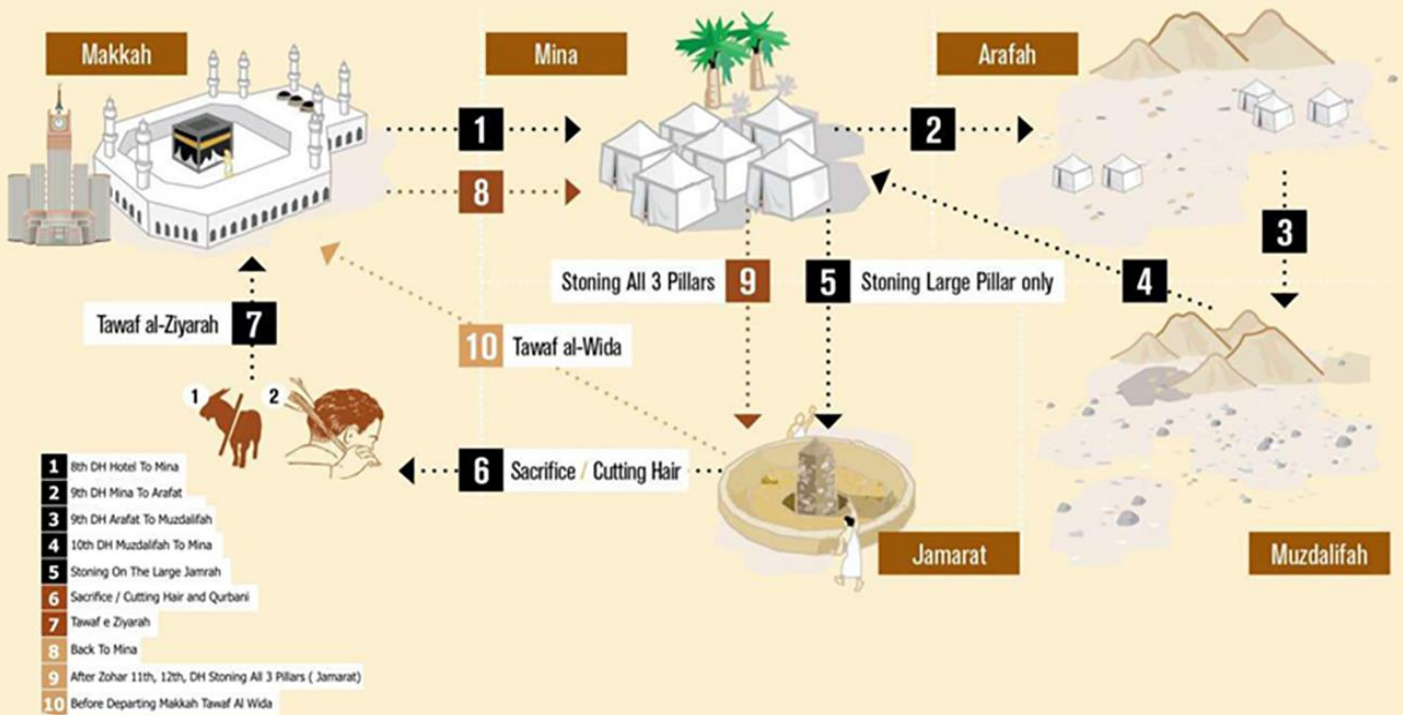 Makkah
Mina
Arafah
1
2
8
3
Stoning All 3 Pillars
9
5
Stoning Large Pillar only
4
Tawaf al-Ziyarah
7
10
Tawaf al-Wida
1
2
6
Sacrifice / Cutting Hair
Jamarat
Muzdalifah
1 8th DH Hotel To Mina
2 9th DH Mina To Arafat
3 9th DH Arafat To Muzdalifah
4 10th DH Muzdalifah To Mina
5 Stoning On The Large Jamrah
6 Sacrifice / Cutting Hair and Qurbani
7 Tawaf e Ziyarah
8 Back To Mina
9 After Zohar 11th, 12th, DH Stoning All 3 Pillars ( Jamarat)
10 Before Departing Makkah Tawaf Al Wida